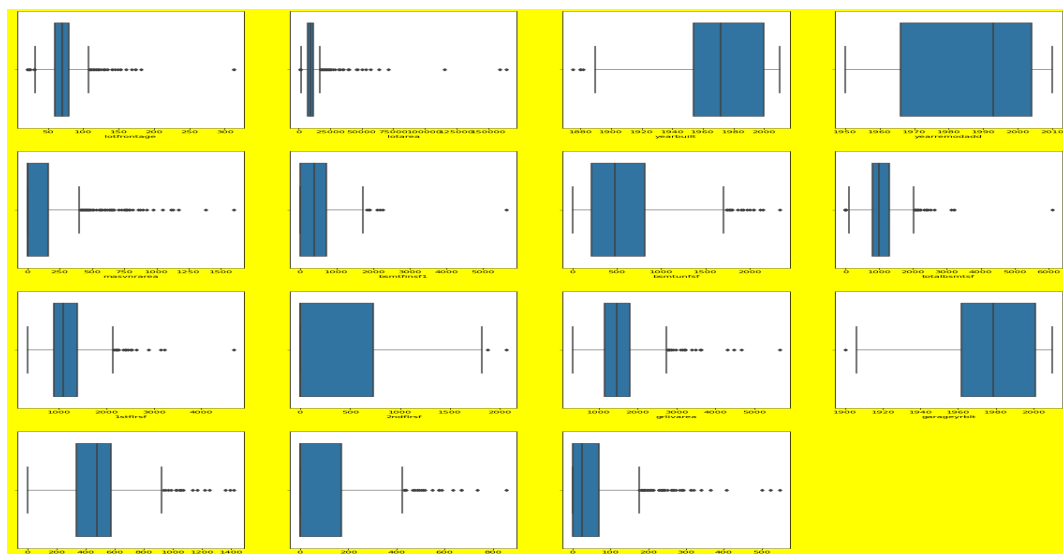 50 100 150 200 250 300
lotfrontage
0 25000 50000 75000 100000 125000 150000
lotarea
1880 1900 1920 1940 1960 1980 2000
yearbuilt
1950 1960 1970 1980 1990 2000 2010
yearremodadd
0 250 500 750 1000 1250 1500
masvnrarea
0 1000 2000 3000 4000 5000
bsmtfinsf1
0 500 1000 1500 2000
bsmtunfsf
0 1000 2000 3000 4000 5000 6000
totalbsmtsf
1000 2000 3000 4000
1stflrsf
0 500 1000 1500 2000
2ndflrsf
1000 2000 3000 4000 5000
grlivarea
1900 1920 1940 1960 1980 2000
garageyrblt
0 200 400 600 800 1000 1200 1400
0 200 400 600 800
0 100 200 300 400 500